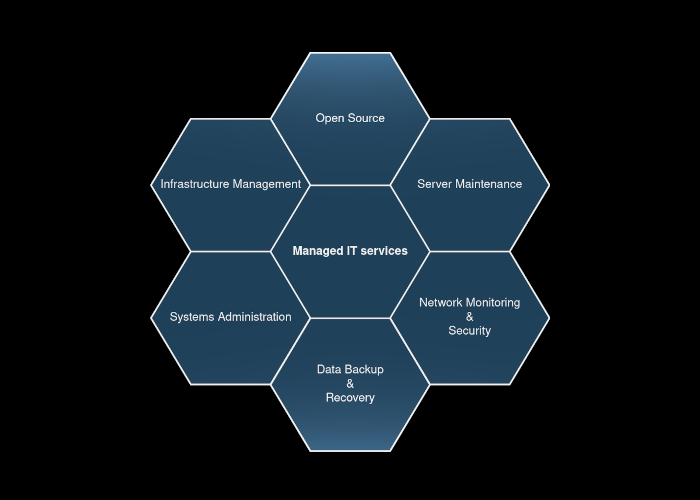 Open Source
Infrastructure Management
Server Maintenance
Managed IT services
Systems Administration
Network Monitoring
&
Security
Data Backup
&
Recovery